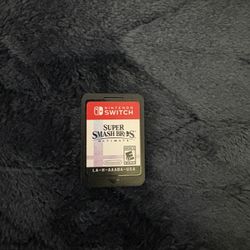 NINTENDO
SWITCH
SUPER
SMASH BROS.
ULTIMATE
LA-H-AAABA-USA